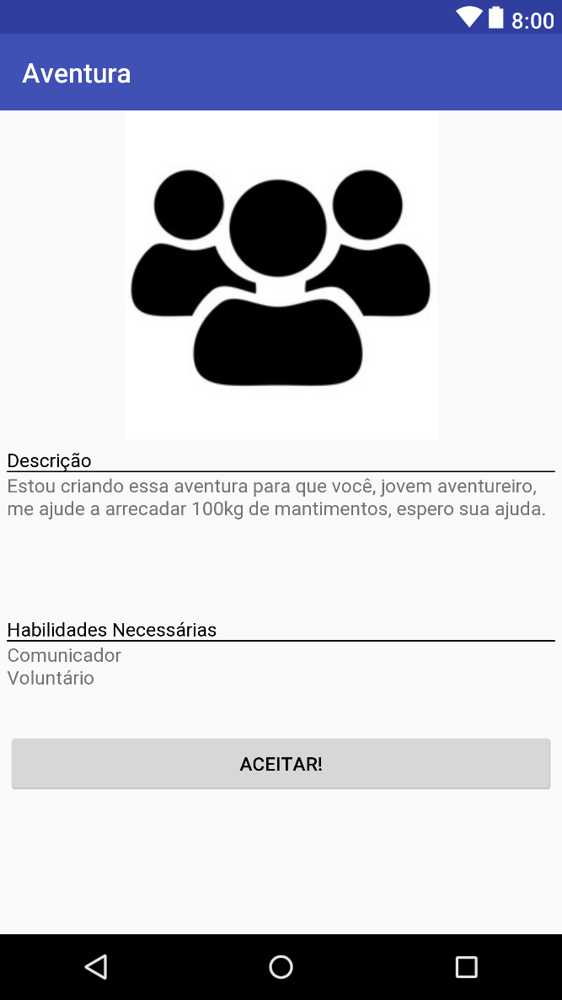 8:00
Aventura
Descrição
Estou criando essa aventura para que você, jovem aventureiro,
me ajude a arrecadar 100kg de mantimentos, espero sua ajuda.
Habilidades Necessárias
Comunicador
Voluntário
ACEITAR!